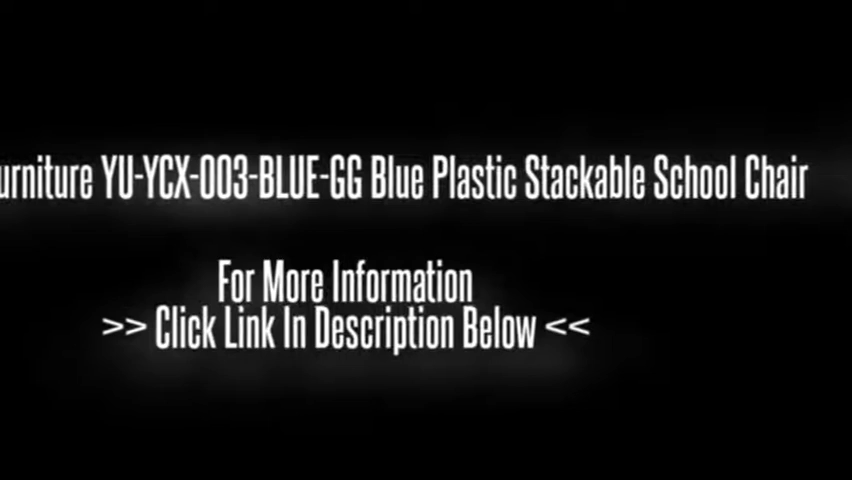 urniture YU-YCX-003-BLUE-GG Blue Plastic Stackable School Chair
For More Information
>> Click Link In Description Below <<